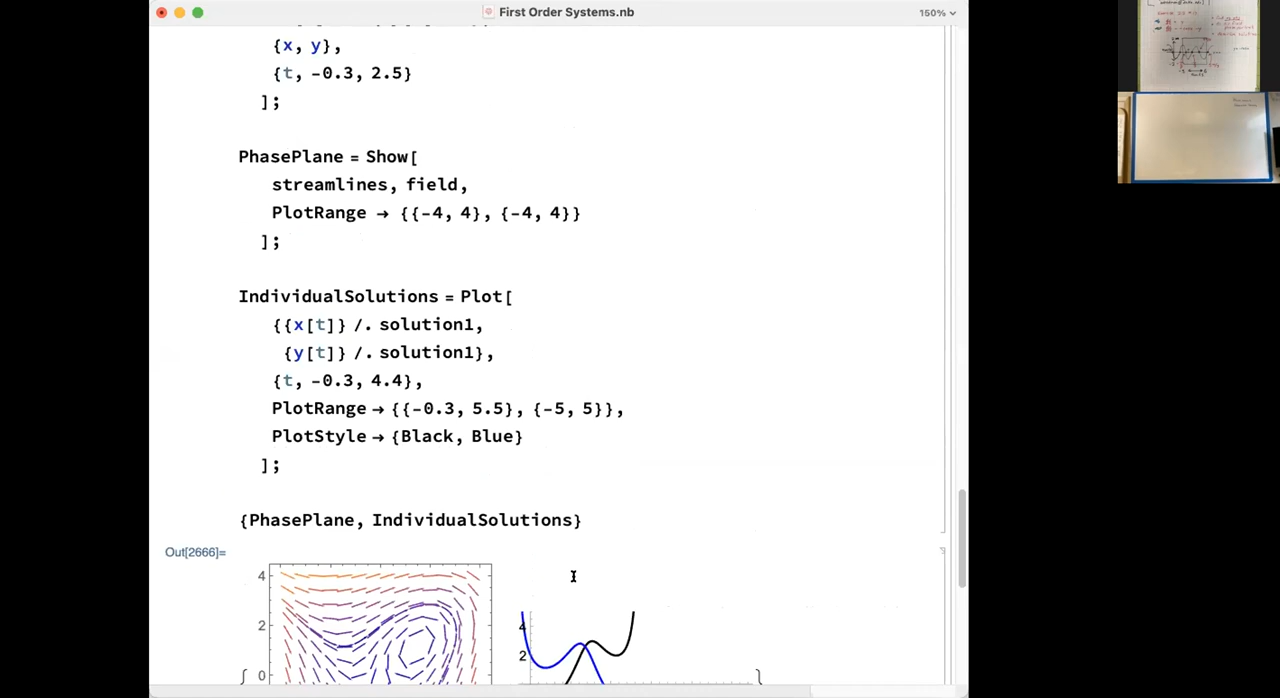 First Order Systems.nb
150%
{x, y},
{t, -0.3, 2.5}
];
PhasePlane = Show[
streamlines, field,
PlotRange → {{-4, 4}, {-4, 4}}
];
IndividualSolutions = Plot[
{{x[t]} /. solution1,
{y[t]} /. solution1},
{t, -0.3, 4.4},
PlotRange → {{-0.3, 5.5}, {-5, 5}},
PlotStyle → {Black, Blue}
];
{PhasePlane, IndividualSolutions}
Out[2666]=
4
2
0
4
2